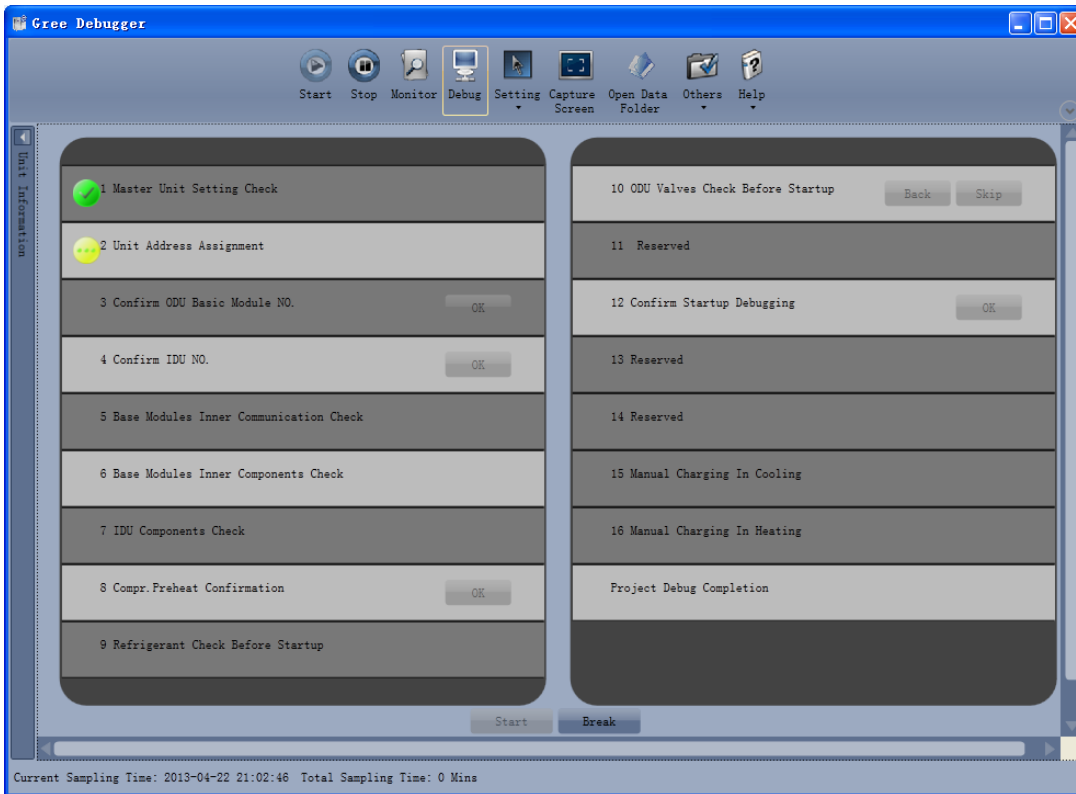 Gree Debugger
Start Stop Monitor Debug Setting Capture Screen Open Data Folder Others Help
Unit Information
1 Master Unit Setting Check
2 Unit Address Assignment
3 Confirm ODU Basic Module NO. OK
4 Confirm IDU NO. OK
5 Base Modules Inner Communication Check
6 Base Modules Inner Components Check
7 IDU Components Check
8 Compr.Preheat Confirmation OK
9 Refrigerant Check Before Startup
10 ODU Valves Check Before Startup Back Skip
11 Reserved
12 Confirm Startup Debugging OK
13 Reserved
14 Reserved
15 Manual Charging In Cooling
16 Manual Charging In Heating
Project Debug Completion
Start Break
Current Sampling Time: 2013-04-22 21:02:46 Total Sampling Time: 0 Mins